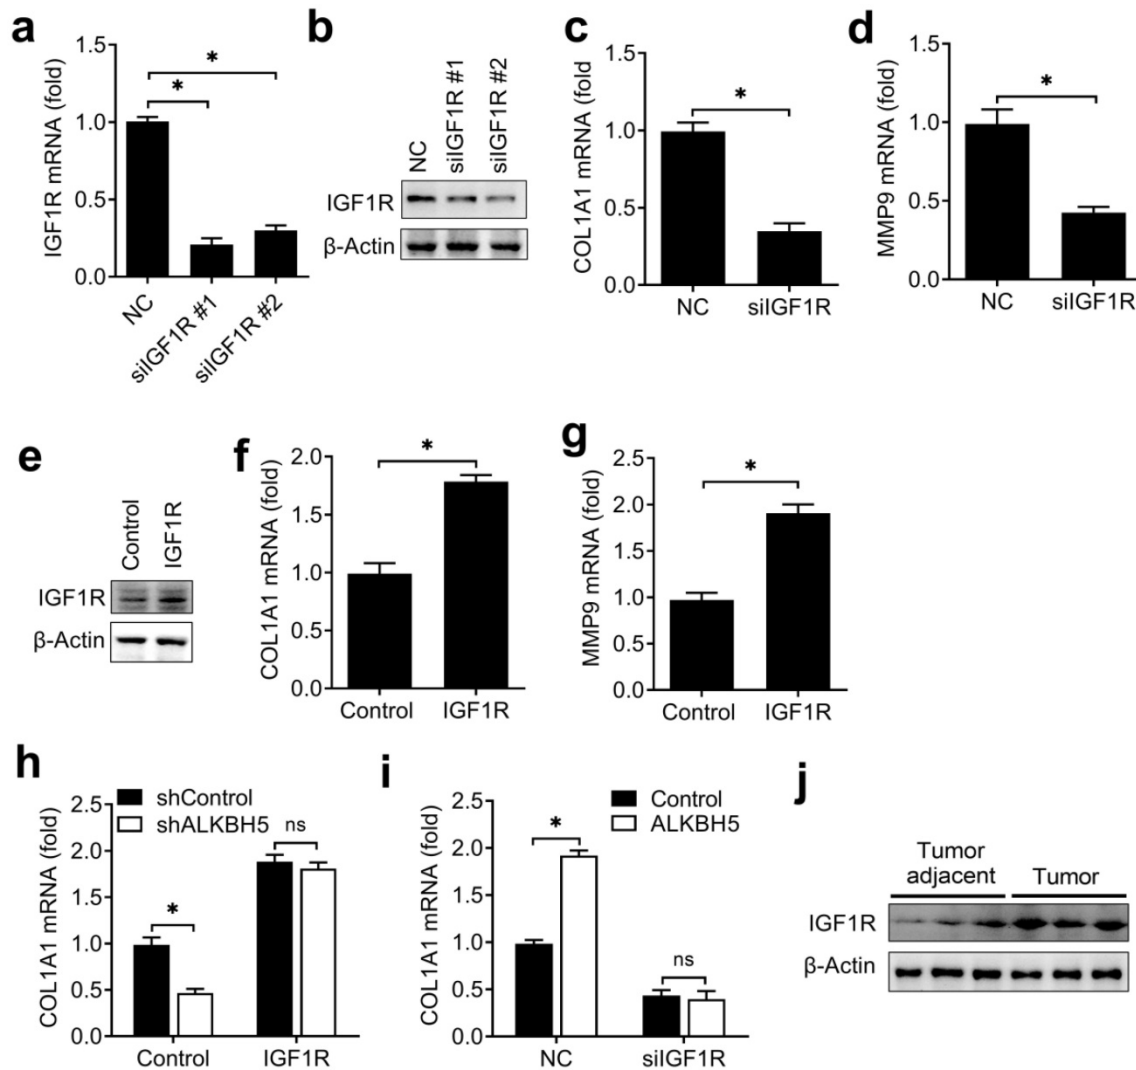 a
IGF1R mRNA (fold)
1.5
1.0
0.5
0.0
*
*
NC
siIGF1R #1
siIGF1R #2
b
NC
siIGF1R #1
siIGF1R #2
IGF1R
β-Actin
c
COL1A1 mRNA (fold
1.5
1.0
0.5
0.0
*
NC
siIGF1R
d
MMP9 mRNA (fold)
1.5
1.0
0.5
0.0
*
NC
siIGF1R
e
Control
IGF1R
IGF1R
β-Actin
f
COL1A1 mRNA (fold)
2.0
1.5
1.0
0.5
0.0
*
Control
IGF1R
g
MMP9 mRNA (fold)
2.5
2.0
1.5
1.0
0.5
0.0
*
Control
IGF1R
h
COL1A1 mRNA (fold)
2.5
2.0
1.5
1.0
0.5
0.0
shControl
shALKBH5
*
ns
Control
IGF1R
i
COL1A1 mRNA (fold)
2.5
2.0
1.5
1.0
0.5
0.0
Control
ALKBH5
*
ns
NC
siIGF1R
j
Tumor
adjacent
Tumor
IGF1R
β-Actin